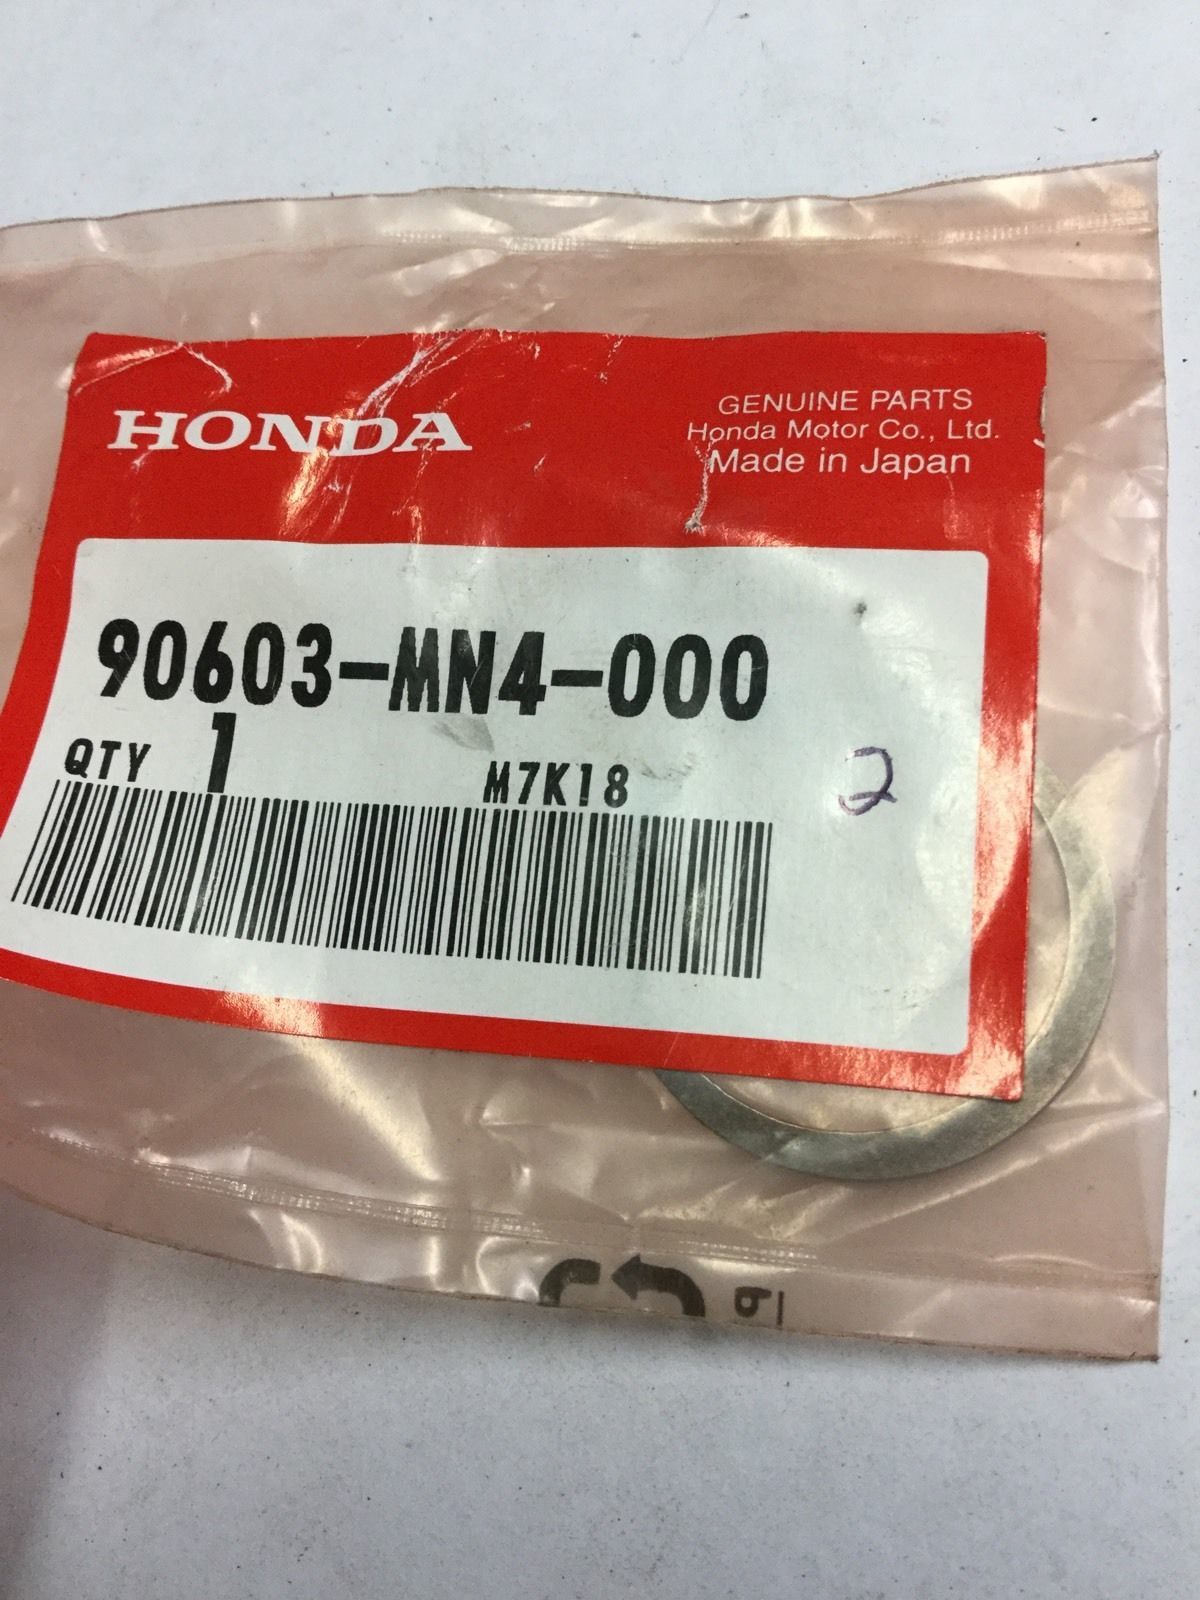 HONDA
GENUINE PARTS
Honda Motor Co., Ltd.
Made in Japan
90603-MN4-000
QTY 1 M7K18
2